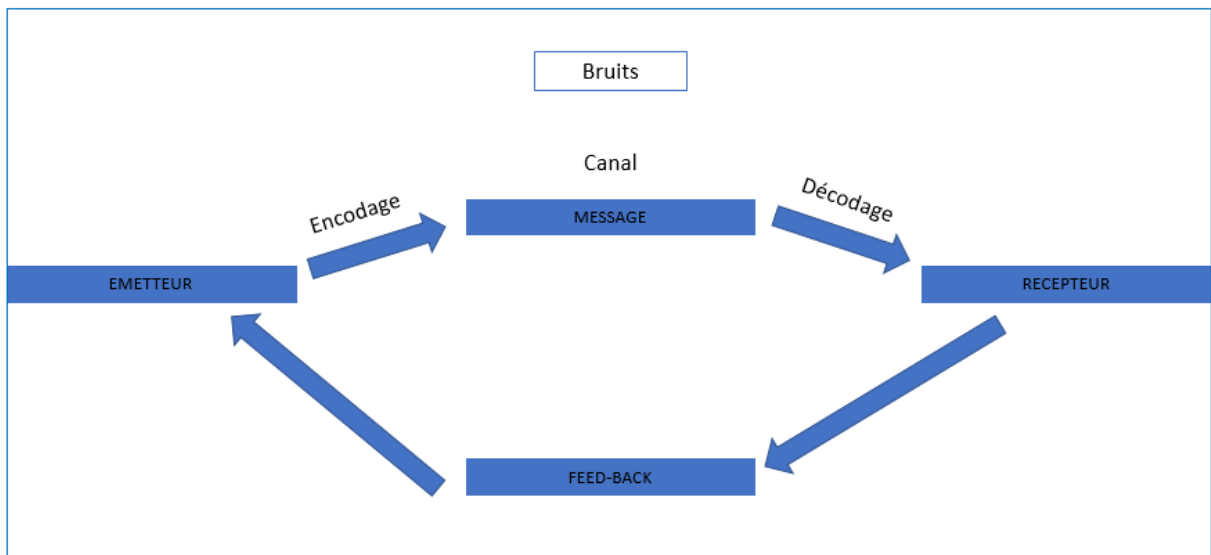 Bruits
Canal
Encodage
Décodage
MESSAGE
EMETTEUR
RECEPTEUR
FEED-BACK